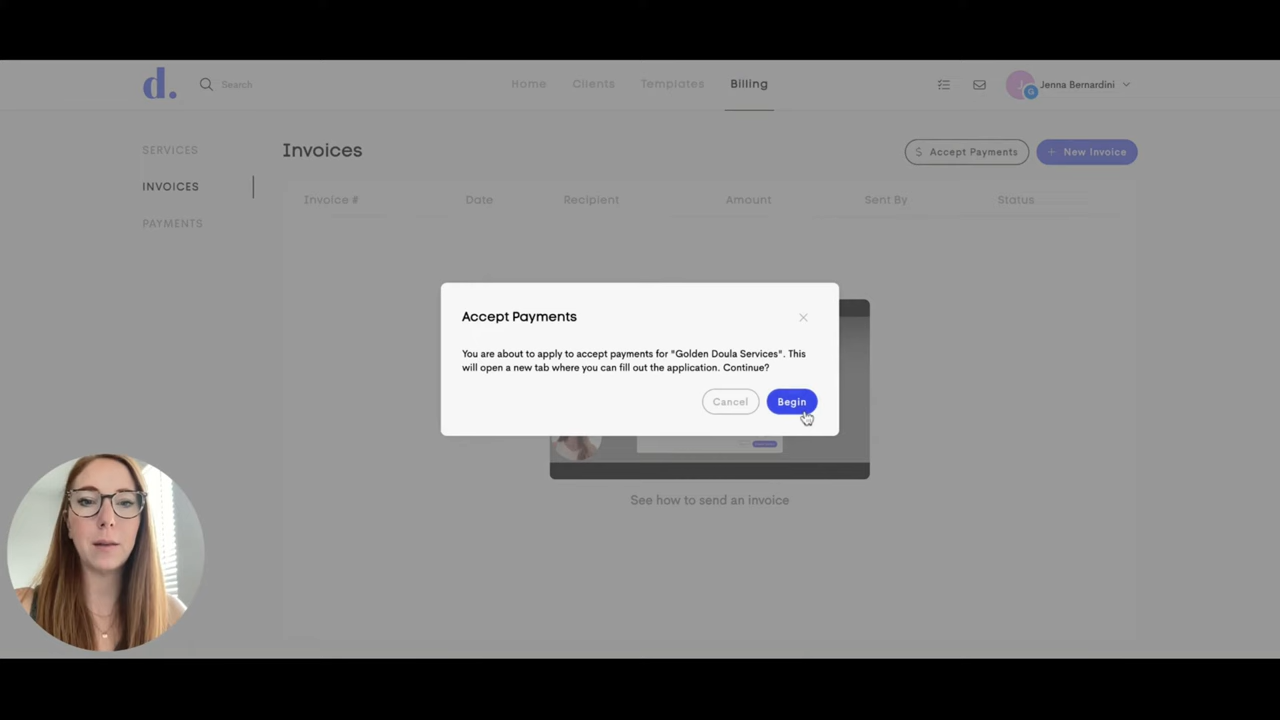 d.
Search
Home
Clients
Templates
Billing
J
G
Jenna Bernardini
SERVICES
INVOICES
PAYMENTS
Invoices
$ Accept Payments
+ New Invoice
Invoice #
Date
Recipient
Amount
Sent By
Status
Accept Payments
You are about to apply to accept payments for "Golden Doula Services". This
will open a new tab where you can fill out the application. Continue?
Cancel
Begin
See how to send an invoice